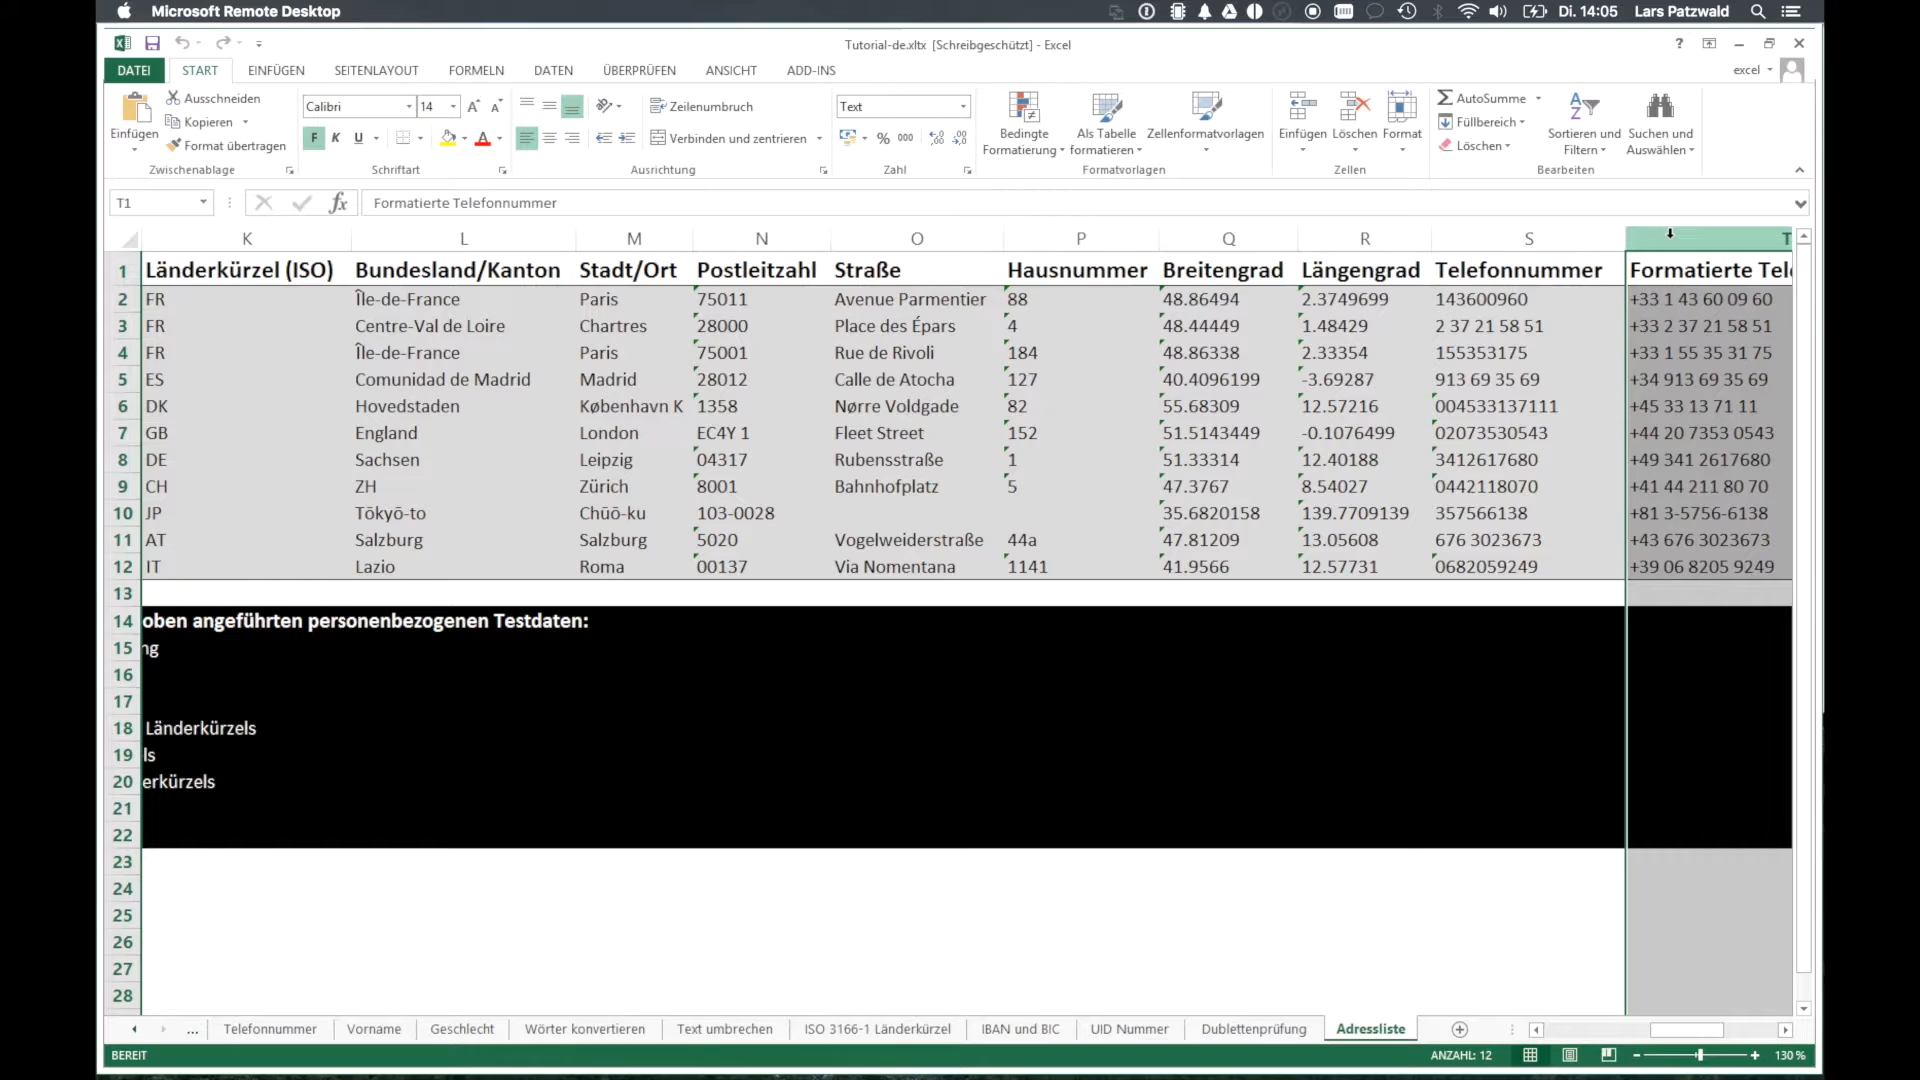 Microsoft Remote Desktop Di. 14:05 Lars Patzwald
Tutorial-de.xltx [Schreibgeschützt] - Excel
DATEI START EINFÜGEN SEITENLAYOUT FORMELN DATEN ÜBERPRÜFEN ANSICHT ADD-INS excel
Einfügen Ausschneiden Kopieren Format übertragen Zwischenablage
Calibri 14 F K U Schriftart
Zeilenumbruch Verbinden und zentrieren Ausrichtung
Text % 000 Zahl
Bedingte Formatierung Als Tabelle formatieren Zellenformatvorlagen Formatvorlagen
Einfügen Löschen Format Zellen
AutoSumme Füllbereich Löschen Sortieren und Filtern Suchen und Auswählen Bearbeiten
T1 fx Formatierte Telefonnummer
K L M N O P Q R S T
1 Länderkürzel (ISO) Bundesland/Kanton Stadt/Ort Postleitzahl Straße Hausnummer Breitengrad Längengrad Telefonnummer Formatierte Tel
2 FR Île-de-France Paris 75011 Avenue Parmentier 88 48.86494 2.3749699 143600960 +33 1 43 60 09 60
3 FR Centre-Val de Loire Chartres 28000 Place des Épars 4 48.44449 1.48429 2 37 21 58 51 +33 2 37 21 58 51
4 FR Île-de-France Paris 75001 Rue de Rivoli 184 48.86338 2.33354 155353175 +33 1 55 35 31 75
5 ES Comunidad de Madrid Madrid 28012 Calle de Atocha 127 40.4096199 -3.69287 913 69 35 69 +34 913 69 35 69
6 DK Hovedstaden København K 1358 Nørre Voldgade 82 55.68309 12.57216 004533137111 +45 33 13 71 11
7 GB England London EC4Y 1 Fleet Street 152 51.5143449 -0.1076499 02073530543 +44 20 7353 0543
8 DE Sachsen Leipzig 04317 Rubensstraße 1 51.33314 12.40188 3412617680 +49 341 2617680
9 CH ZH Zürich 8001 Bahnhofplatz 5 47.3767 8.54027 0442118070 +41 44 211 80 70
10 JP Tōkyō-to Chūō-ku 103-0028 35.6820158 139.7709139 357566138 +81 3-5756-6138
11 AT Salzburg Salzburg 5020 Vogelweiderstraße 44a 47.81209 13.05608 676 3023673 +43 676 3023673
12 IT Lazio Roma 00137 Via Nomentana 1141 41.9566 12.57731 0682059249 +39 06 8205 9249
13
14 oben angeführten personenbezogenen Testdaten:
15 ng
16
17
18 Länderkürzels
19 ls
20 erkürzels
21
22
23
24
25
26
27
28
... Telefonnummer Vorname Geschlecht Wörter konvertieren Text umbrechen ISO 3166-1 Länderkürzel IBAN und BIC UID Nummer Dublettenprüfung Adressliste
BEREIT ANZAHL: 12 130 %